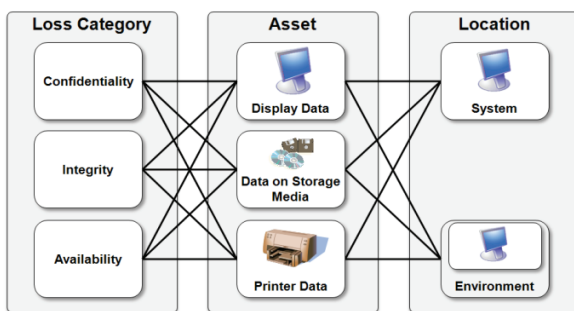 Loss Category
Asset
Location
Confidentiality
Display Data
System
Integrity
Data on Storage
Media
Availability
Printer Data
Environment